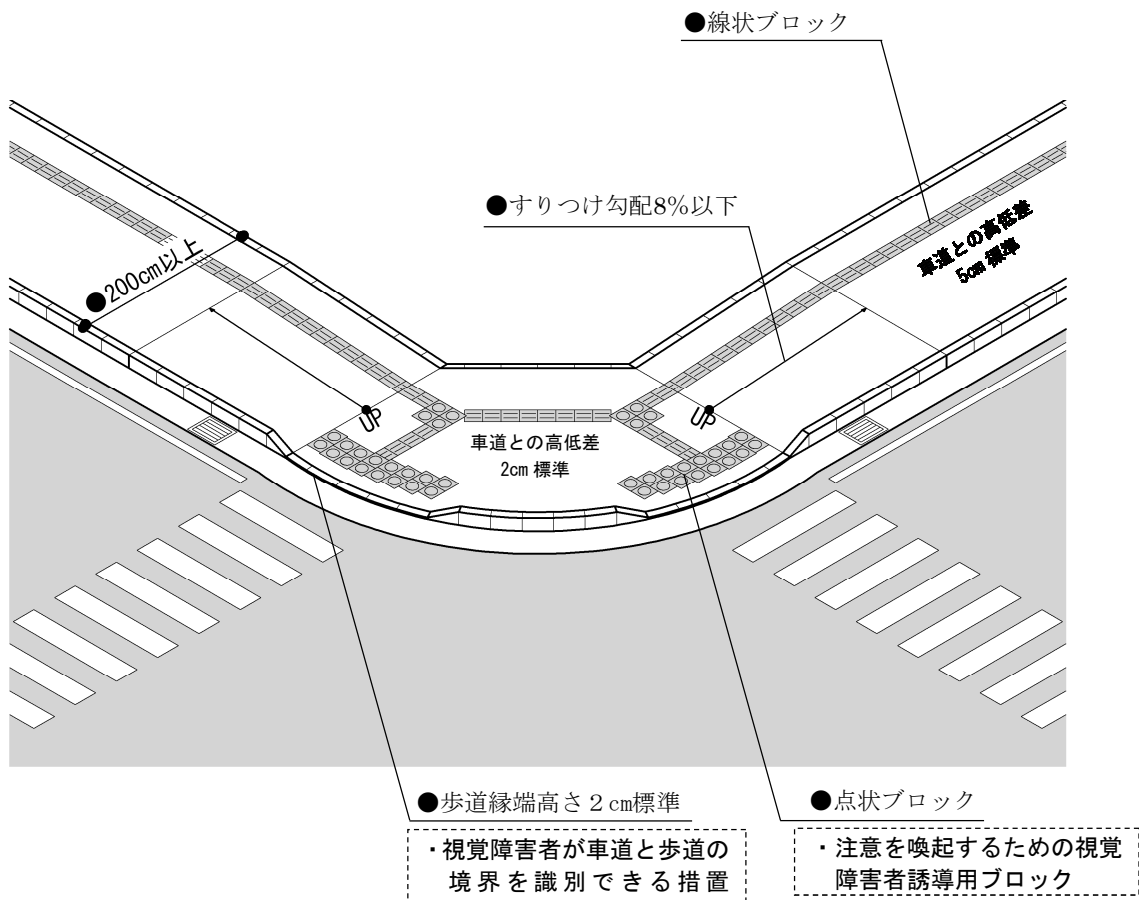 ●線状ブロック
●すりつけ勾配8%以下
●200cm以上
車道との高低差
5cm 標準
UP
UP
車道との高低差
2cm 標準
●歩道縁端高さ2cm標準
・視覚障害者が車道と歩道の
境界を識別できる措置
●点状ブロック
・注意を喚起するための視覚
障害者誘導用ブロック